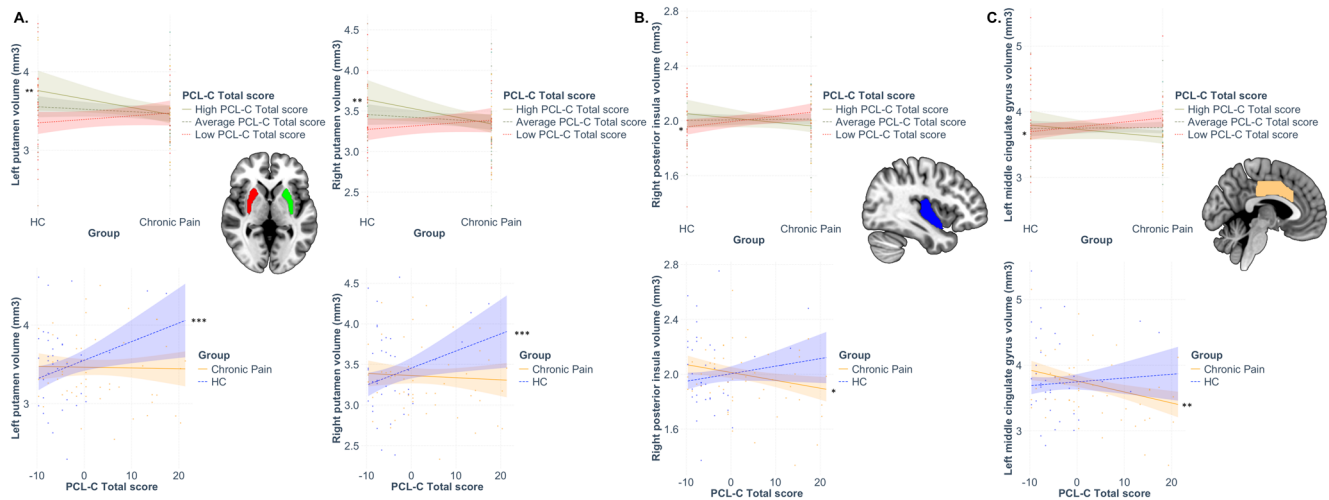 A.
Left putamen volume (mm3)
4
3
**
HC
Chronic Pain
Group
PCL-C Total score
High PCL-C Total score
Average PCL-C Total score
Low PCL-C Total score
Right putamen volume (mm3)
4.5
4.0
3.5
3.0
2.5
**
HC
Chronic Pain
Group
PCL-C Total score
High PCL-C Total score
Average PCL-C Total score
Low PCL-C Total score
B.
Right posterior insula volume (mm3)
2.8
2.4
2.0
1.6
*
HC
Chronic Pain
Group
PCL-C Total score
High PCL-C Total score
Average PCL-C Total score
Low PCL-C Total score
C.
Left middle cingulate gyrus volume (mm3)
5
4
3
*
HC
Chronic Pain
Group
PCL-C Total score
High PCL-C Total score
Average PCL-C Total score
Low PCL-C Total score
Left putamen volume (mm3)
4
3
***
-10
0
10
20
PCL-C Total score
Group
Chronic Pain
HC
Right putamen volume (mm3)
4.5
4.0
3.5
3.0
2.5
***
-10
0
10
20
PCL-C Total score
Group
Chronic Pain
HC
Right posterior insula volume (mm3)
2.8
2.4
2.0
1.6
*
-10
0
10
20
PCL-C Total score
Group
Chronic Pain
HC
Left middle cingulate gyrus volume (mm3)
5
4
3
**
-10
0
10
20
PCL-C Total score
Group
Chronic Pain
HC